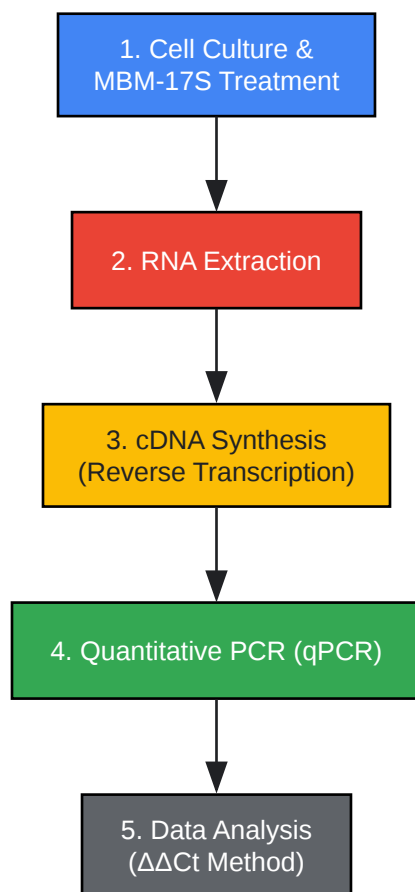 1. Cell Culture &
MBM-17S Treatment
2. RNA Extraction
3. cDNA Synthesis
(Reverse Transcription)
4. Quantitative PCR (qPCR)
5. Data Analysis
(ΔΔCt Method)